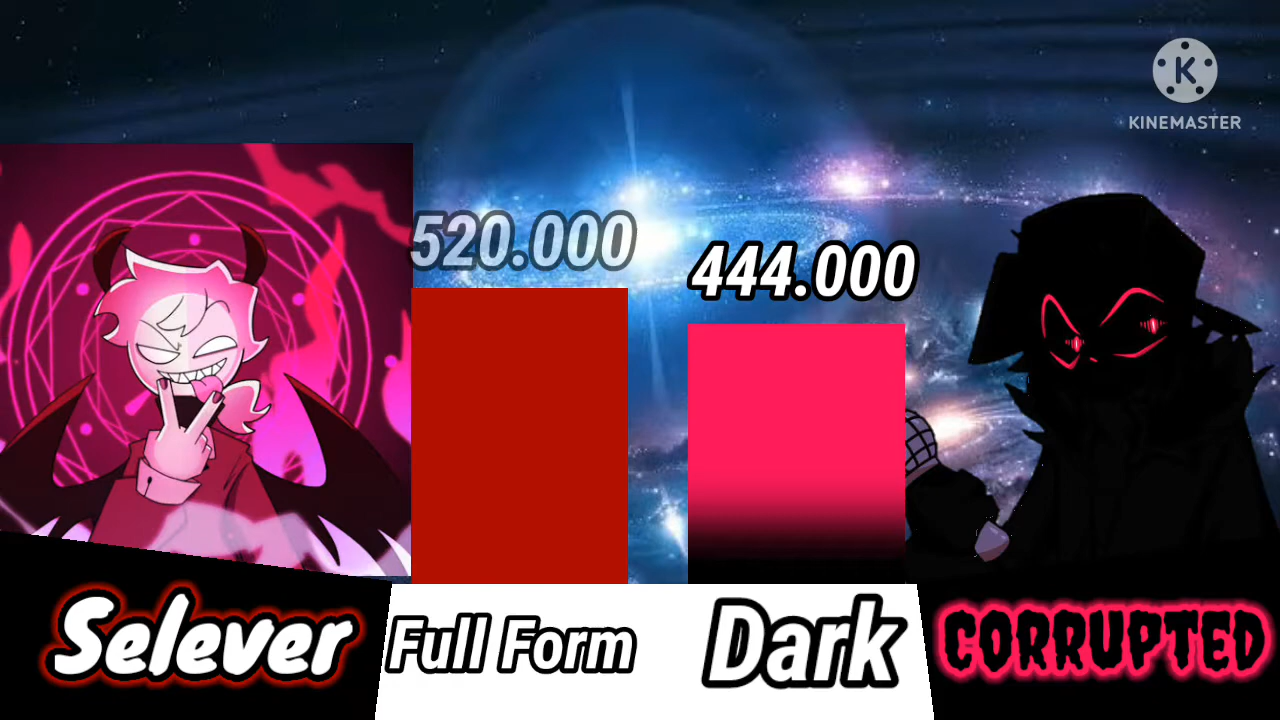 K
KINEMASTER
520.000
444.000
Selever
Full Form
Dark
CORRUPTED